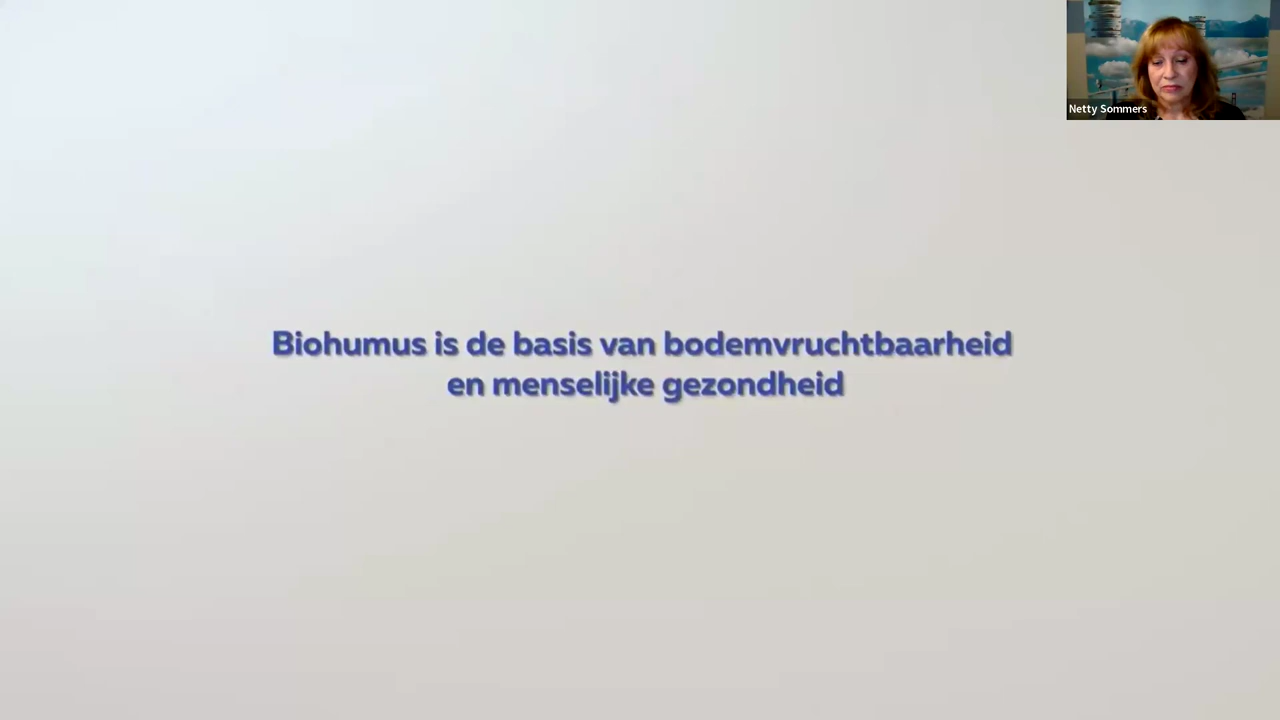 Netty Sommers
Biohumus is de basis van bodemvruchtbaarheid
en menselijke gezondheid